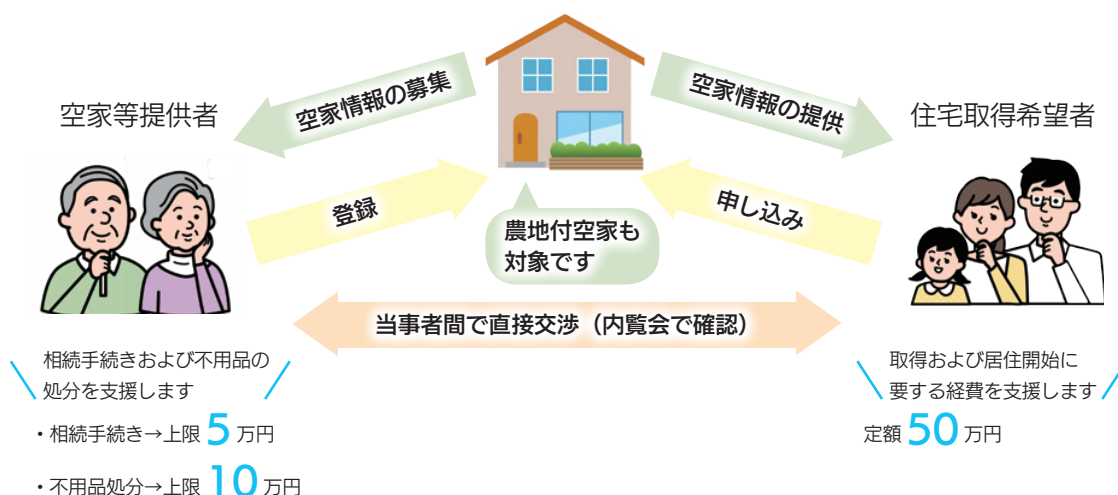 空家等提供者
空家情報の募集
空家情報の提供
住宅取得希望者
登録
申し込み
農地付空家も
対象です
当事者間で直接交渉（内覧会で確認）
相続手続きおよび不用品の
処分を支援します
・相続手続き→上限 5 万円
・不用品処分→上限 10 万円
取得および居住開始に
要する経費を支援します
定額 50 万円